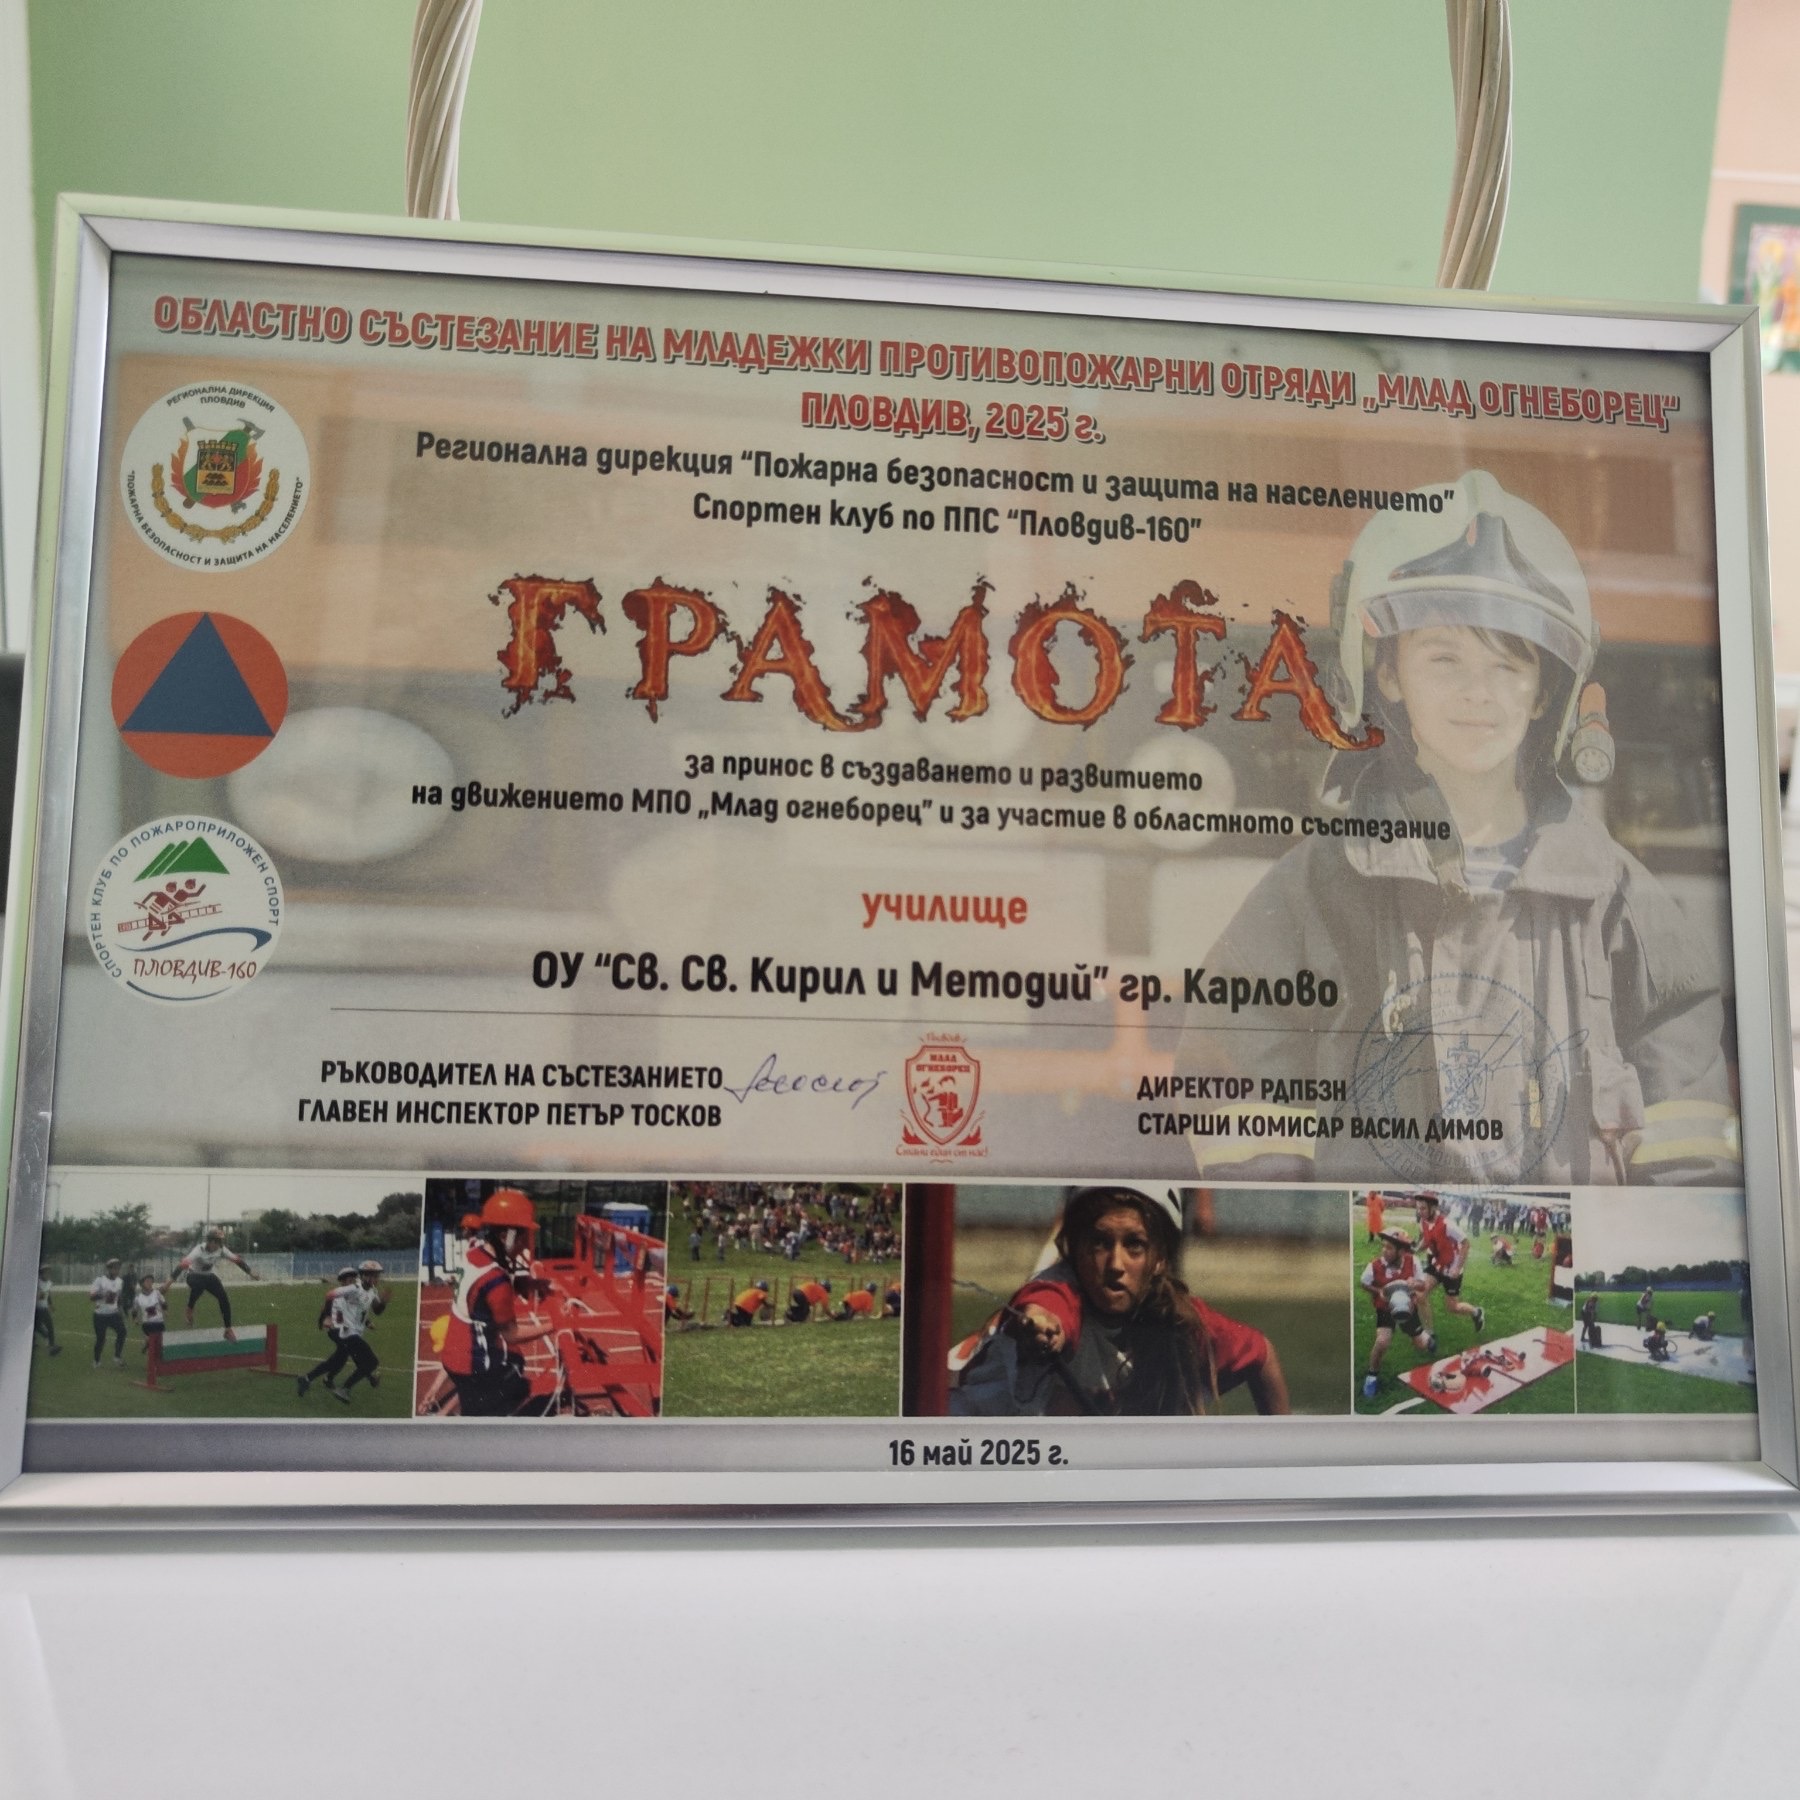 ОБЛАСТНО СЪСТЕЗАНИЕ НА МЛАДЕЖКИ ПРОТИВОПОЖАРНИ ОТРЯДИ „МЛАД ОГНЕБОРЕЦ“
ПЛОВДИВ, 2025 г.
Регионална дирекция “Пожарна безопасност и защита на населението”
Спортен клуб по ППС “Пловдив-160”
РЕГИОНАЛНА ДИРЕКЦИЯ
ПЛОВДИВ
"ПОЖАРНА БЕЗОПАСНОСТ И ЗАЩИТА НА НАСЕЛЕНИЕТО"
ГРАМОТА
за принос в създаването и развитието
на движението МПО „Млад огнеборец” и за участие в областното състезание
СПОРТЕН КЛУБ ПО ПОЖАРОПРИЛОЖЕН СПОРТ
ПЛОВДИВ-160
училище
ОУ “Св. Св. Кирил и Методий” гр. Карлово
РЪКОВОДИТЕЛ НА СЪСТЕЗАНИЕТО
ГЛАВЕН ИНСПЕКТОР ПЕТЪР ТОСКОВ
МЛАД
ОГНЕБОРЕЦ
Стани един от нас!
ДИРЕКТОР РДПБЗН
СТАРШИ КОМИСАР ВАСИЛ ДИМОВ
16 май 2025 г.